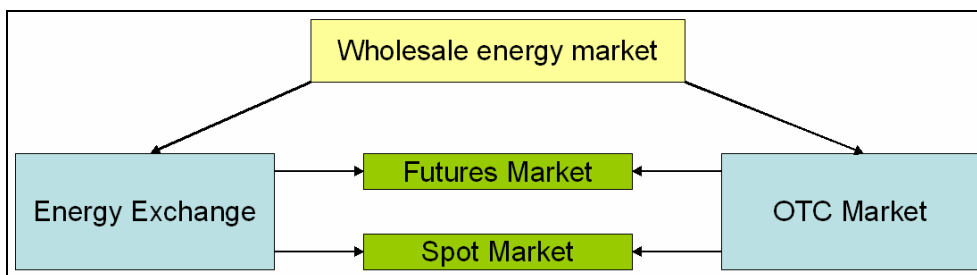 Wholesale energy market
Futures Market
Energy Exchange
OTC Market
Spot Market